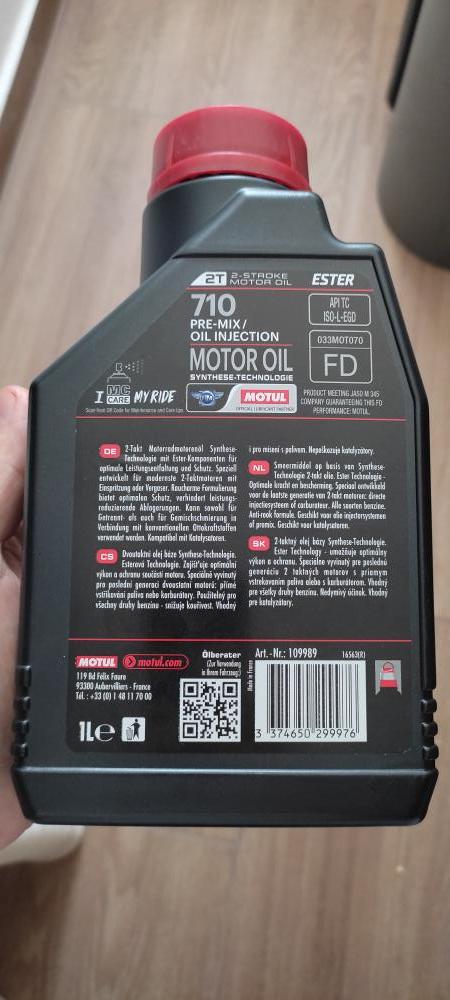 2T 2-STROKE MOTOR OIL ESTER
710
PRE-MIX/
OIL INJECTION
MOTOR OIL
SYNTHESE-TECHNOLOGIE
API TC
ISO-L-EGD
033MOT070
FD
I MC CARE MY RIDE
MOTUL
OFFICIAL LUBRICANT PARTNER
PRODUCT MEETING JASO M 345
COMPANY GUARANTEEING THIS FD
PERFORMANCE: MOTUL.
DE 2-Takt Motorradmotorenöl Synthese-
Technologie mit Ester-Komponenten für
optimale Leistungsentfaltung und Schutz. Speziell
entwickelt für modernste 2-Taktmotoren mit
Einspritzung oder Vergaser. Raucharme Formulierung
bietet optimalen Schutz, verhindert leistungs-
reduzierende Ablagerungen. Kann sowohl für
Getrennt- als auch für Gemischschmierung in
Verbindung mit konventionellen Ottokraftstoffen
verwendet werden. Kompatibel mit Katalysatoren.
CS Dvoutaktní olej báze Synthese-Technologie.
Esterová Technologie. Zajišťuje optimální
výkon a ochranu součástí motoru. Speciálně vyvinutý
pro poslední generaci dvoutaktní motorů: přímé
vstřikování paliva nebo karburátory. Použitelný pro
všechny druhy benzinu - snižuje kouřivost. Vhodný
i pro mísení s palivem. Nepoškozuje katalyzátory.
NL Smeermiddel op basis van Synthese-
Technologie 2-takt olie. Ester Technologie -
Optimale kracht en bescherming. Speciaal ontwikkeld
voor de laatste generatie van 2-takt motoren: directe
injectiesysteem of carburateur. Alle soorten benzine.
Anti-rook formule. Geschikt voor olie injectersystemen
of premix. Geschikt voor katalysatoren.
SK 2-taktný olej bázy Synthese-Technologie.
Ester Technology - umožňuje optimálny
výkon a ochranu. Špeciálne vyvinutý pre poslednú
generáciu 2 taktných motorov s priamym
vstrekovaním paliva alebo s karburátorom. Vhodný
pre všetky druhy benzínu. Nedymivý účinok. Vhodný
pre katalyzátory.
MOTUL motul.com
119 Bd Félix Faure
93300 Aubervilliers - France
Tél. : +33 (0) 1 48 11 70 00
1L e
Ölberater
(Zur Verwendung
in Ihrem Fahrzeug:)
Made in France
Art.-Nr.: 109989
16563(R)
3 374650 299976